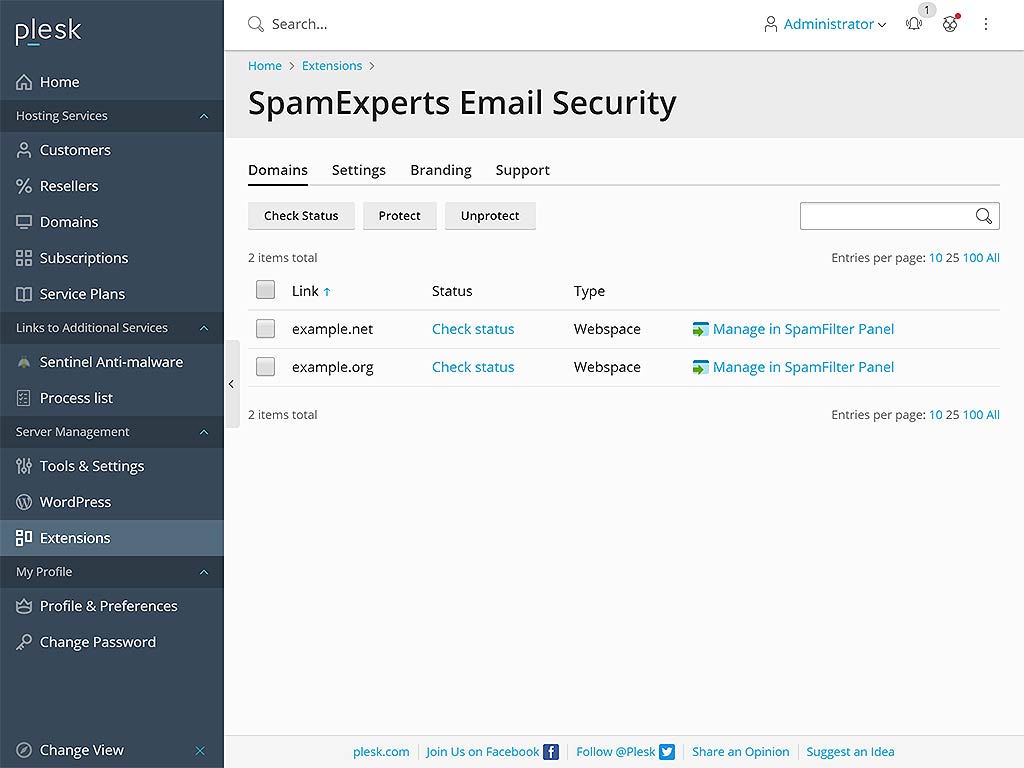 plesk
Search...
Administrator
1
Home
Hosting Services
Customers
Resellers
Domains
Subscriptions
Service Plans
Links to Additional Services
Sentinel Anti-malware
Process list
Server Management
Tools & Settings
WordPress
Extensions
My Profile
Profile & Preferences
Change Password
Change View
Home > Extensions >
SpamExperts Email Security
Domains Settings Branding Support
Check Status Protect Unprotect
2 items total Entries per page: 10 25 100 All
Link ↑ Status Type
example.net Check status Webspace Manage in SpamFilter Panel
example.org Check status Webspace Manage in SpamFilter Panel
2 items total Entries per page: 10 25 100 All
plesk.com Join Us on Facebook Follow @Plesk Share an Opinion Suggest an Idea